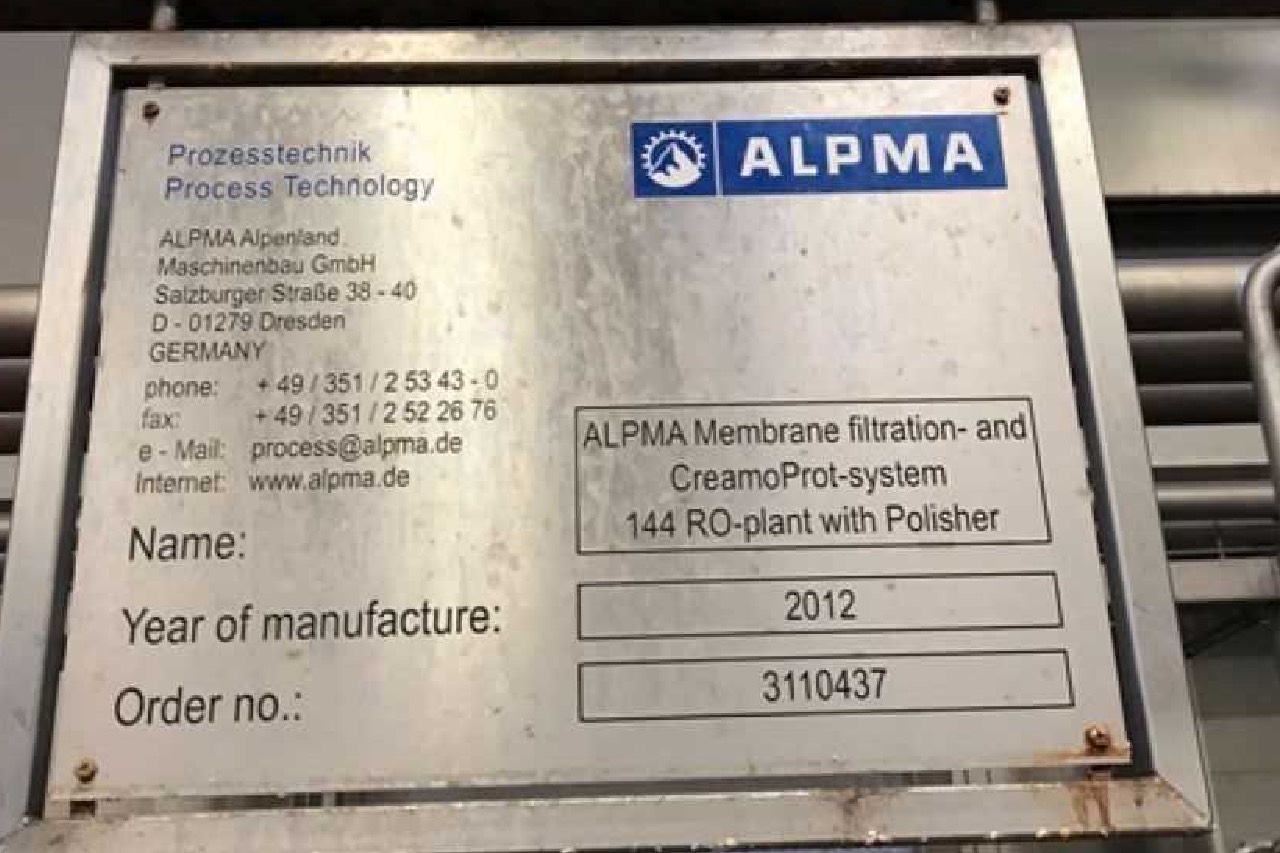 Prozesstechnik
Process Technology
ALPMA
ALPMA Alpenland
Maschinenbau GmbH
Salzburger Straße 38 - 40
D - 01279 Dresden
GERMANY
phone: + 49 / 351 / 2 53 43 - 0
fax: + 49 / 351 / 2 52 26 76
e - Mail: process@alpma.de
Internet: www.alpma.de
ALPMA Membrane filtration- and
CreamoProt-system
144 RO-plant with Polisher
Name:
Year of manufacture: 2012
Order no.: 3110437